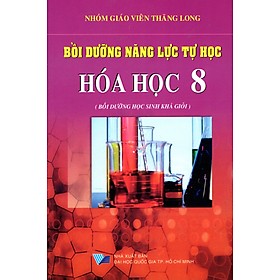 NHÓM GIÁO VIÊN THĂNG LONG
BỒI DƯỠNG NĂNG LỰC TỰ HỌC
HÓA HỌC 8
( BỒI DƯỠNG HỌC SINH KHÁ GIỎI )
NHÀ XUẤT BẢN
ĐẠI HỌC QUỐC GIA TP HỒ CHÍ MINH